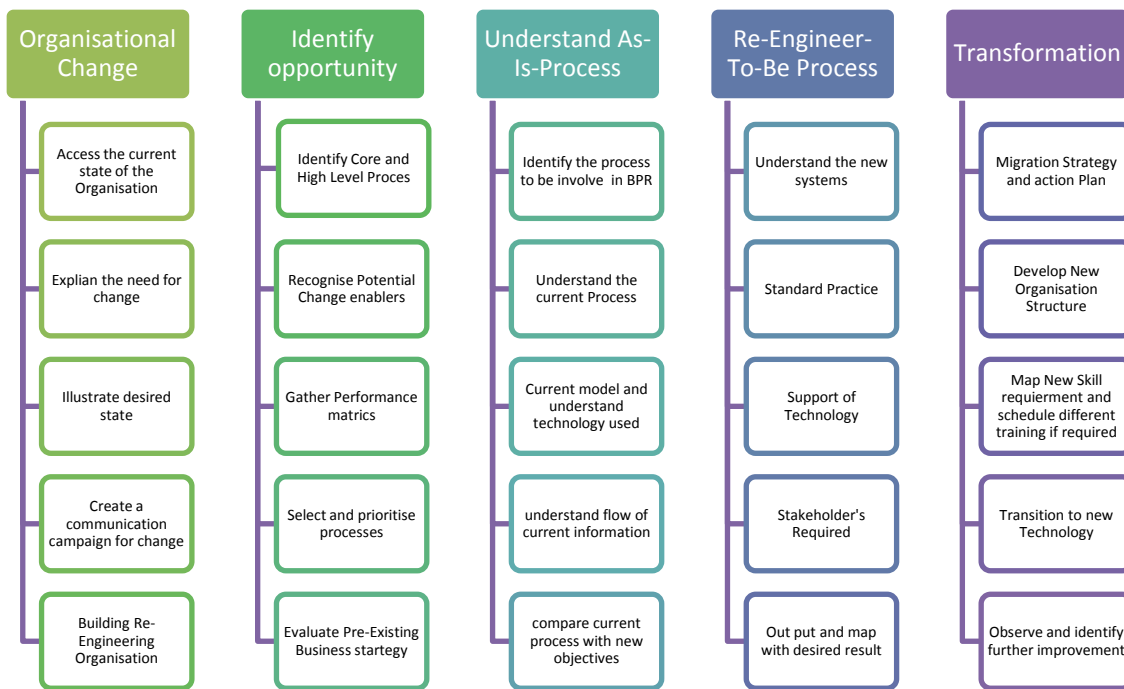 Organisational
Change
Access the current
state of the
Organisation
Explian the need for
change
Illustrate desired
state
Create a
communication
campaign for change
Building Re-
Engineering
Organisation
Identify
opportunity
Identify Core and
High Level Proces
Recognise Potential
Change enablers
Gather Performance
matrics
Select and prioritise
processes
Evaluate Pre-Existing
Business startegy
Understand As-
Is-Process
Identify the process
to be involve in BPR
Understand the
current Process
Current model and
understand
technology used
understand flow of
current information
compare current
process with new
objectives
Re-Engineer-
To-Be Process
Understand the new
systems
Standard Practice
Support of
Technology
Stakeholder's
Required
Out put and map
with desired result
Transformation
Migration Strategy
and action Plan
Develop New
Organisation
Structure
Map New Skill
requierment and
schedule different
training if required
Transition to new
Technology
Observe and identify
further improvement